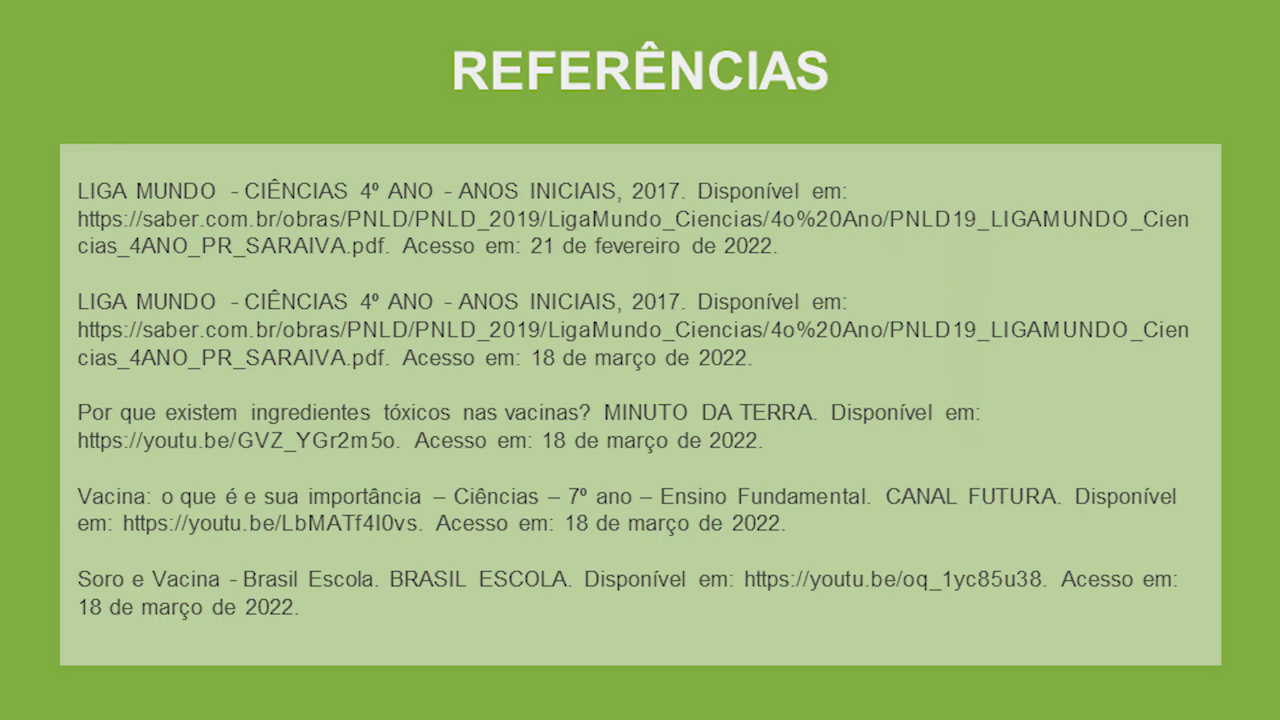 REFERÊNCIAS
LIGA MUNDO - CIÊNCIAS 4º ANO - ANOS INICIAIS, 2017. Disponível em:
https://saber.com.br/obras/PNLD/PNLD_2019/LigaMundo_Ciencias/4o%20Ano/PNLD19_LIGAMUNDO_Cien
cias_4ANO_PR_SARAIVA.pdf. Acesso em: 21 de fevereiro de 2022.
LIGA MUNDO - CIÊNCIAS 4º ANO - ANOS INICIAIS, 2017. Disponível em:
https://saber.com.br/obras/PNLD/PNLD_2019/LigaMundo_Ciencias/4o%20Ano/PNLD19_LIGAMUNDO_Cien
cias_4ANO_PR_SARAIVA.pdf. Acesso em: 18 de março de 2022.
Por que existem ingredientes tóxicos nas vacinas? MINUTO DA TERRA. Disponível em:
https://youtu.be/GVZ_YGr2m5o. Acesso em: 18 de março de 2022.
Vacina: o que é e sua importância – Ciências – 7º ano – Ensino Fundamental. CANAL FUTURA. Disponível
em: https://youtu.be/LbMATf4I0vs. Acesso em: 18 de março de 2022.
Soro e Vacina - Brasil Escola. BRASIL ESCOLA. Disponível em: https://youtu.be/oq_1yc85u38. Acesso em:
18 de março de 2022.